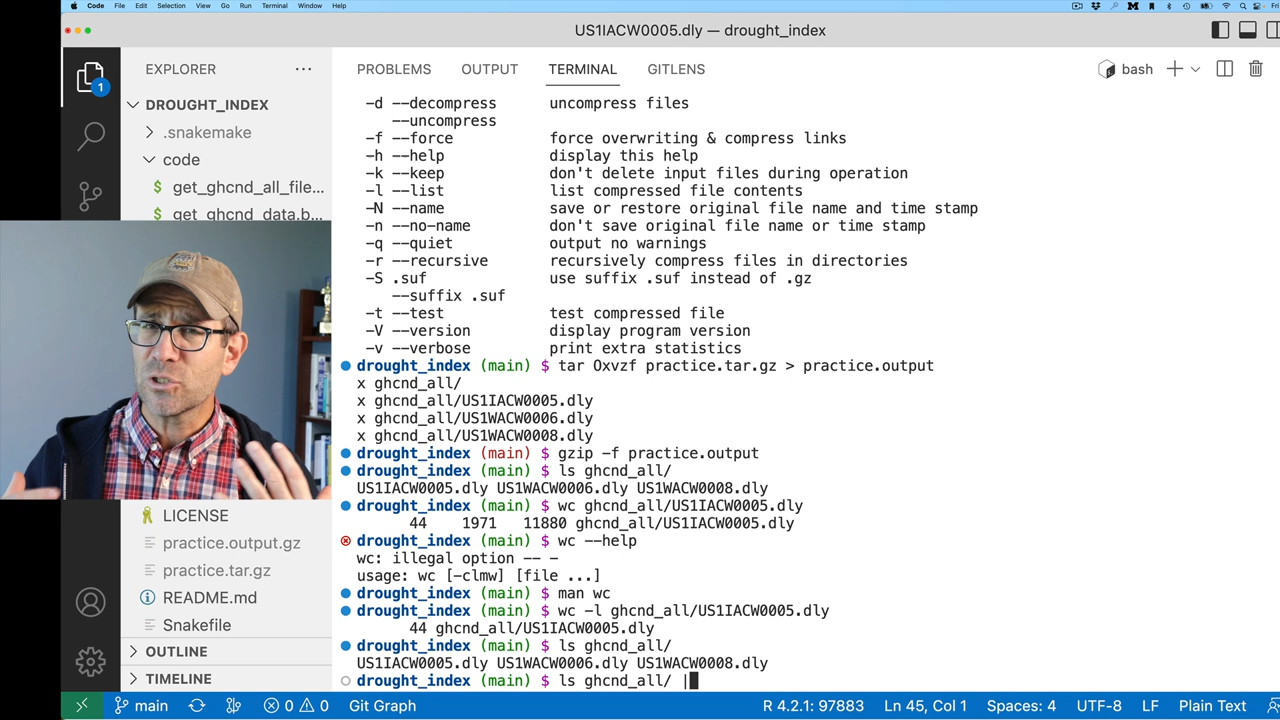 Code File Edit Selection View Go Run Terminal Window Help Fri
US1IACW0005.dly — drought_index
EXPLORER ···
1
DROUGHT_INDEX
.snakemake
code
$ get_ghcnd_all_file...
$ get_ghcnd_data.b...
LICENSE
practice.output.gz
practice.tar.gz
README.md
Snakefile
OUTLINE
TIMELINE
PROBLEMS OUTPUT TERMINAL GITLENS bash
-d --decompress uncompress files
--uncompress
-f --force force overwriting & compress links
-h --help display this help
-k --keep don't delete input files during operation
-l --list list compressed file contents
-N --name save or restore original file name and time stamp
-n --no-name don't save original file name or time stamp
-q --quiet output no warnings
-r --recursive recursively compress files in directories
-S .suf use suffix .suf instead of .gz
--suffix .suf
-t --test test compressed file
-V --version display program version
-v --verbose print extra statistics
drought_index (main) $ tar Oxvzf practice.tar.gz > practice.output
x ghcnd_all/
x ghcnd_all/US1IACW0005.dly
x ghcnd_all/US1WACW0006.dly
x ghcnd_all/US1WACW0008.dly
drought_index (main) $ gzip -f practice.output
drought_index (main) $ ls ghcnd_all/
US1IACW0005.dly US1WACW0006.dly US1WACW0008.dly
drought_index (main) $ wc ghcnd_all/US1IACW0005.dly
44 1971 11880 ghcnd_all/US1IACW0005.dly
drought_index (main) $ wc --help
wc: illegal option -- -
usage: wc [-clmw] [file ...]
drought_index (main) $ man wc
drought_index (main) $ wc -l ghcnd_all/US1IACW0005.dly
44 ghcnd_all/US1IACW0005.dly
drought_index (main) $ ls ghcnd_all/
US1IACW0005.dly US1WACW0006.dly US1WACW0008.dly
drought_index (main) $ ls ghcnd_all/ |
main 0 0 Git Graph R 4.2.1: 97883 Ln 45, Col 1 Spaces: 4 UTF-8 LF Plain Text